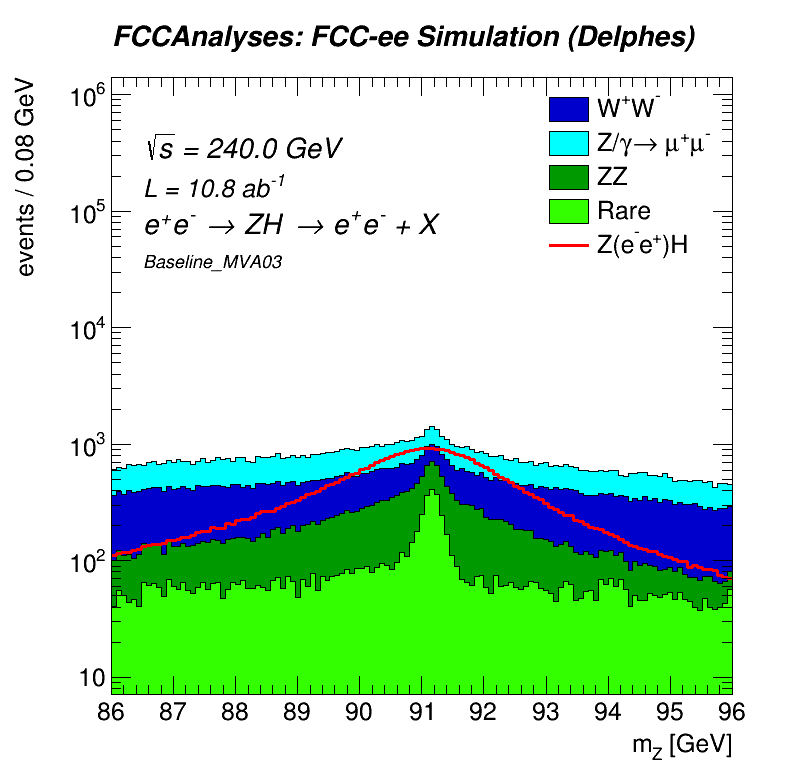 FCCAnalyses: FCC-ee Simulation (Delphes)
events / 0.08 GeV
√s = 240.0 GeV
L = 10.8 ab⁻¹
e⁺e⁻ → ZH → e⁺e⁻ + X
Baseline_MVA03
W⁺W⁻
Z/γ→ μ⁺μ⁻
ZZ
Rare
Z(e⁻e⁺)H
10⁶
10⁵
10⁴
10³
10²
10
86 87 88 89 90 91 92 93 94 95 96
m_Z [GeV]